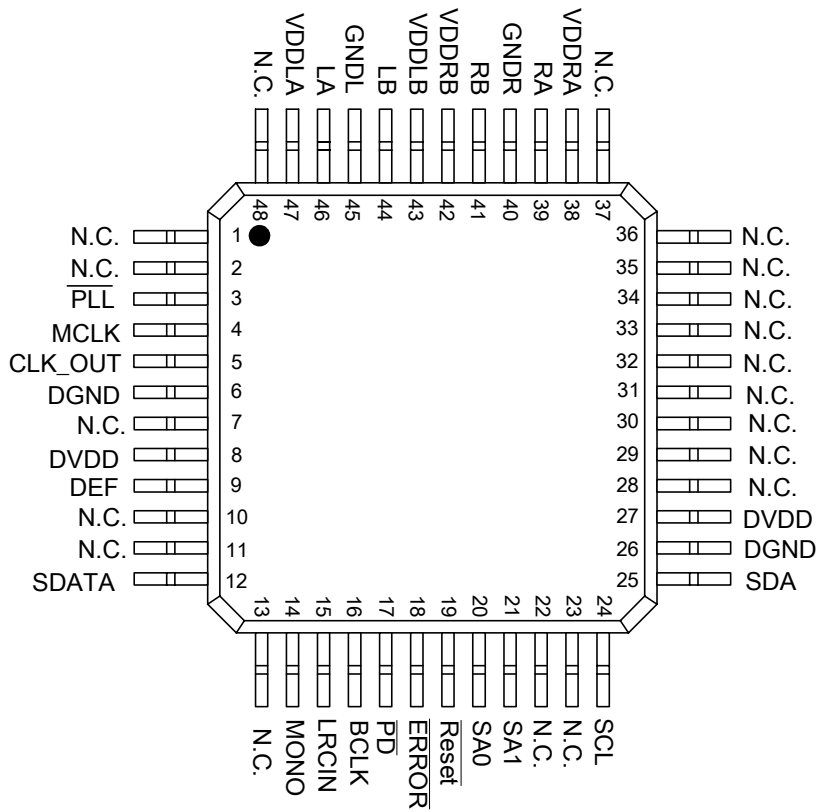 N.C. VDDLA LA GNDL LB VDDLB VDDRB RB GNDR RA VDDRA N.C.
48 47 46 45 44 43 42 41 40 39 38 37
N.C. 1 36 N.C.
N.C. 2 35 N.C.
PLL 3 34 N.C.
MCLK 4 33 N.C.
CLK_OUT 5 32 N.C.
DGND 6 31 N.C.
N.C. 7 30 N.C.
DVDD 8 29 N.C.
DEF 9 28 N.C.
N.C. 10 27 DVDD
N.C. 11 26 DGND
SDATA 12 25 SDA
13 14 15 16 17 18 19 20 21 22 23 24
N.C. MONO LRCIN BCLK PD ERROR Reset SA0 SA1 N.C. N.C. SCL